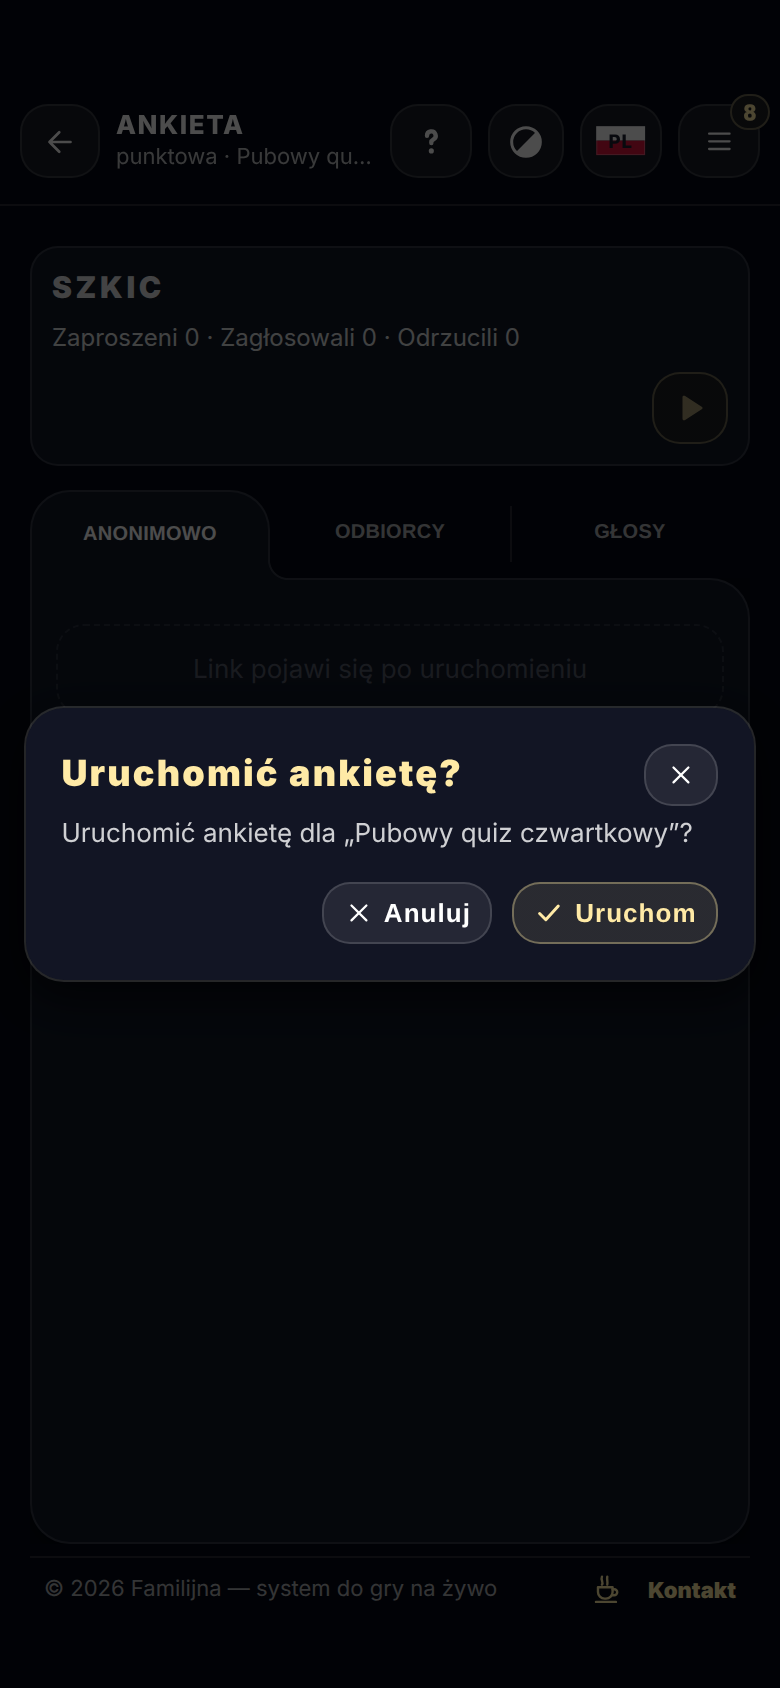 8
ANKIETA
punktowa · Pubowy qu...
?
PL
SZKIC
Zaproszeni 0 · Zagłosowali 0 · Odrzucili 0
ANONIMOWO
ODBIORCY
GŁOSY
Link pojawi się po uruchomieniu
Uruchomić ankietę?
Uruchomić ankietę dla „Pubowy quiz czwartkowy”?
Anuluj
Uruchom
© 2026 Familijna — system do gry na żywo
Kontakt